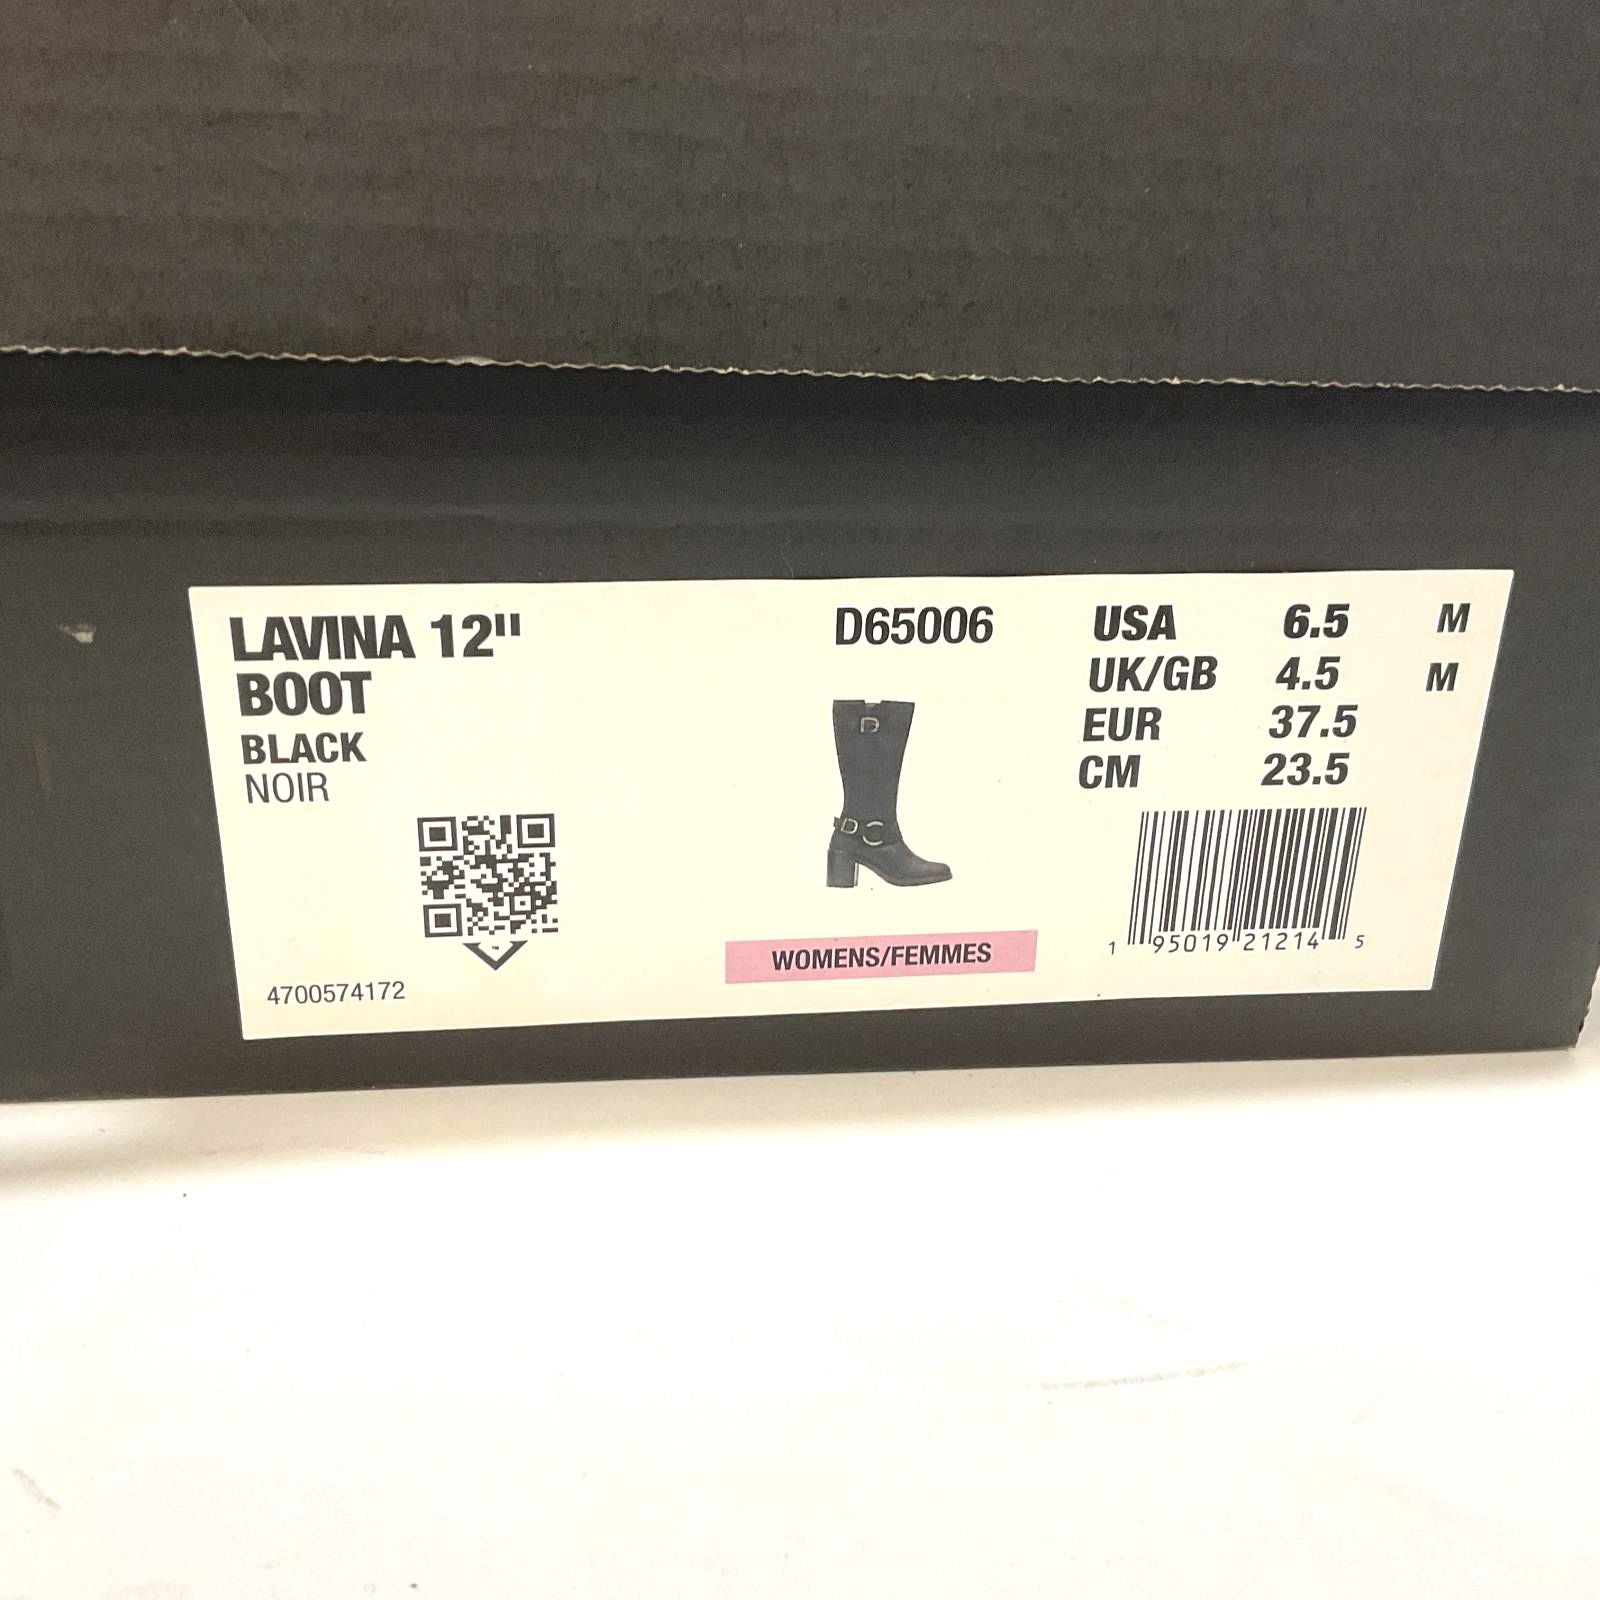 LAVINA 12"
BOOT
BLACK
NOIR
4700574172
D65006
WOMENS/FEMMES
USA 6.5 M
UK/GB 4.5 M
EUR 37.5
CM 23.5
1 95019 21214 5